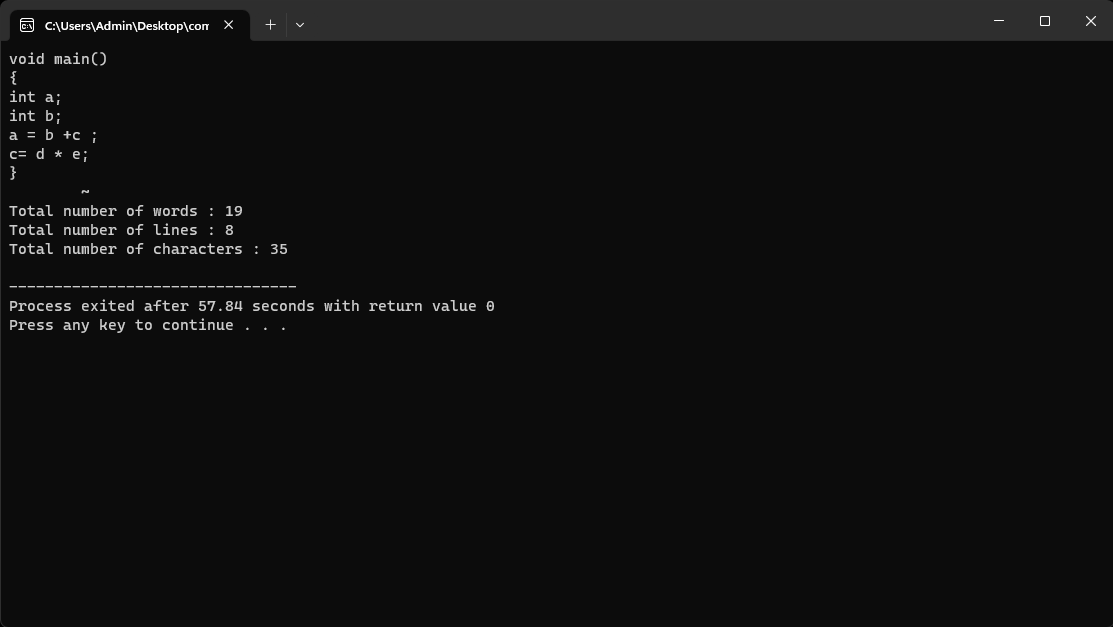 C:\Users\Admin\Desktop\com
void main()
{
int a;
int b;
a = b +c ;
c= d * e;
}
        ~
Total number of words : 19
Total number of lines : 8
Total number of characters : 35
--------------------------------
Process exited after 57.84 seconds with return value 0
Press any key to continue . . .